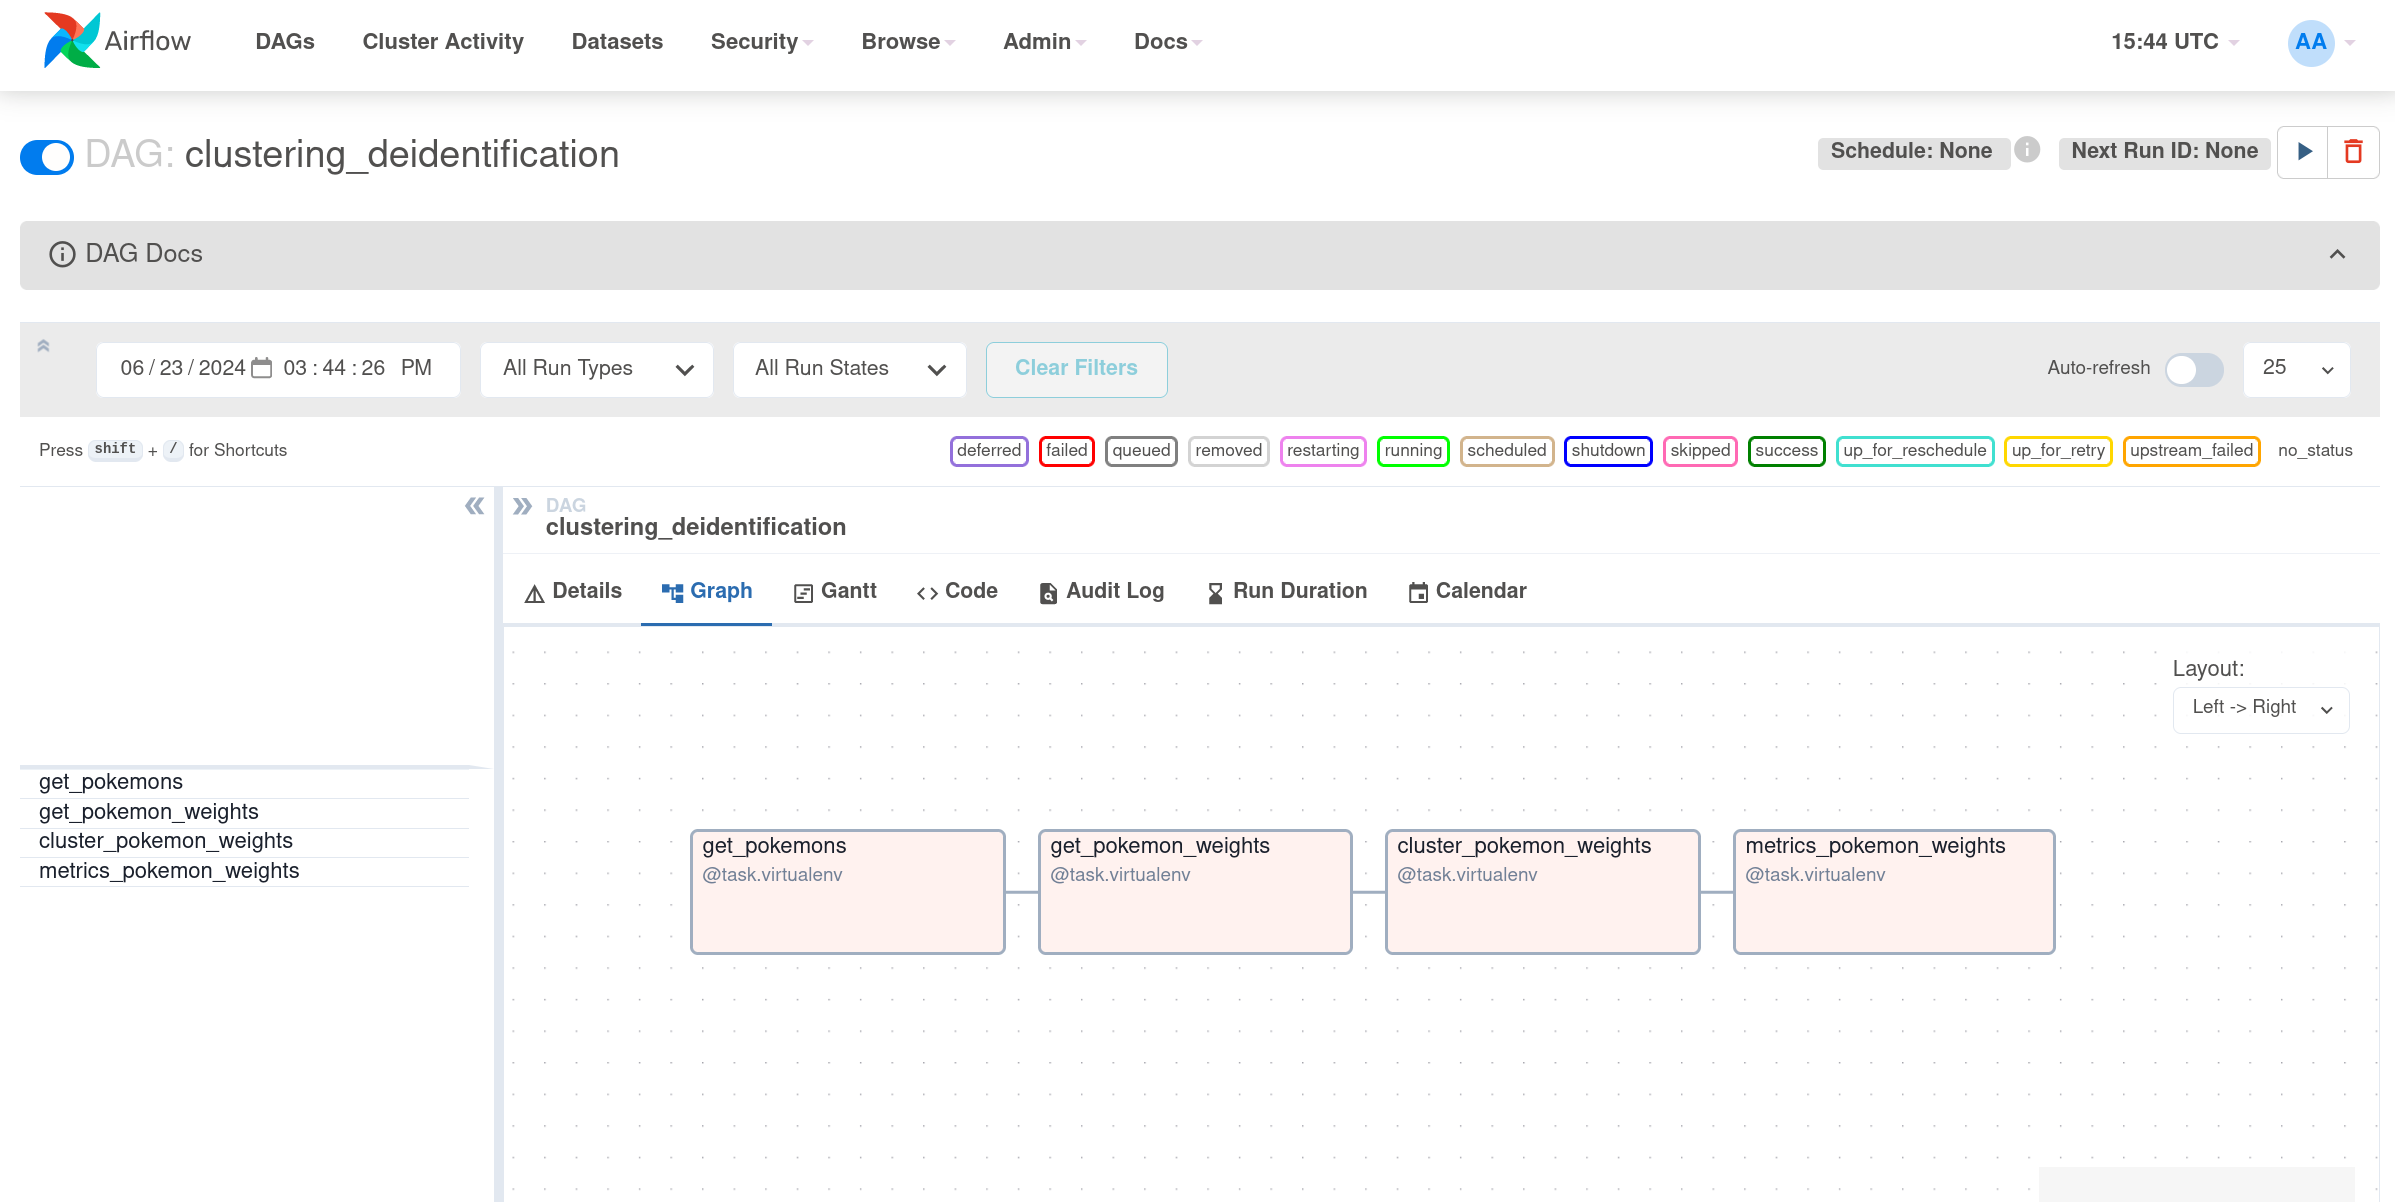 Airflow DAGs Cluster Activity Datasets Security Browse Admin Docs 15:44 UTC AA
DAG: clustering_deidentification Schedule: None Next Run ID: None
DAG Docs
06 / 23 / 2024 03 : 44 : 26 PM All Run Types All Run States Clear Filters Auto-refresh 25
Press shift + / for Shortcuts deferred failed queued removed restarting running scheduled shutdown skipped success up_for_reschedule up_for_retry upstream_failed no_status
DAG
clustering_deidentification
Details Graph Gantt Code Audit Log Run Duration Calendar
Layout:
Left -> Right
get_pokemons
get_pokemon_weights
cluster_pokemon_weights
metrics_pokemon_weights
get_pokemons get_pokemon_weights cluster_pokemon_weights metrics_pokemon_weights
@task.virtualenv @task.virtualenv @task.virtualenv @task.virtualenv